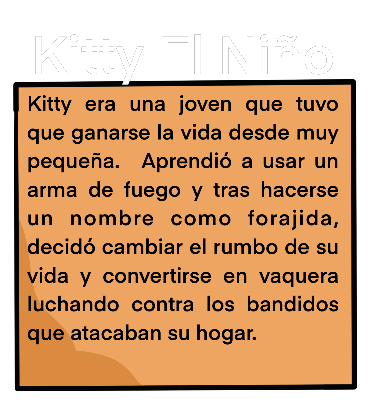 Kitty El Niño
Kitty era una joven que tuvo
que ganarse la vida desde muy
pequeña. Aprendió a usar un
arma de fuego y tras hacerse
un nombre como forajida,
decidó cambiar el rumbo de su
vida y convertirse en vaquera
luchando contra los bandidos
que atacaban su hogar.